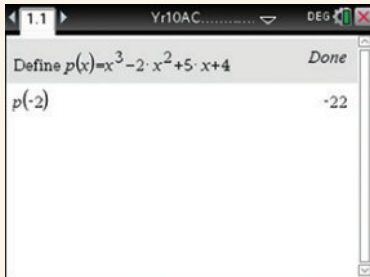 1.1 Yr10AC............ DEG
Define p(x)=x³−2·x²+5·x+4 Done
p(-2) -22